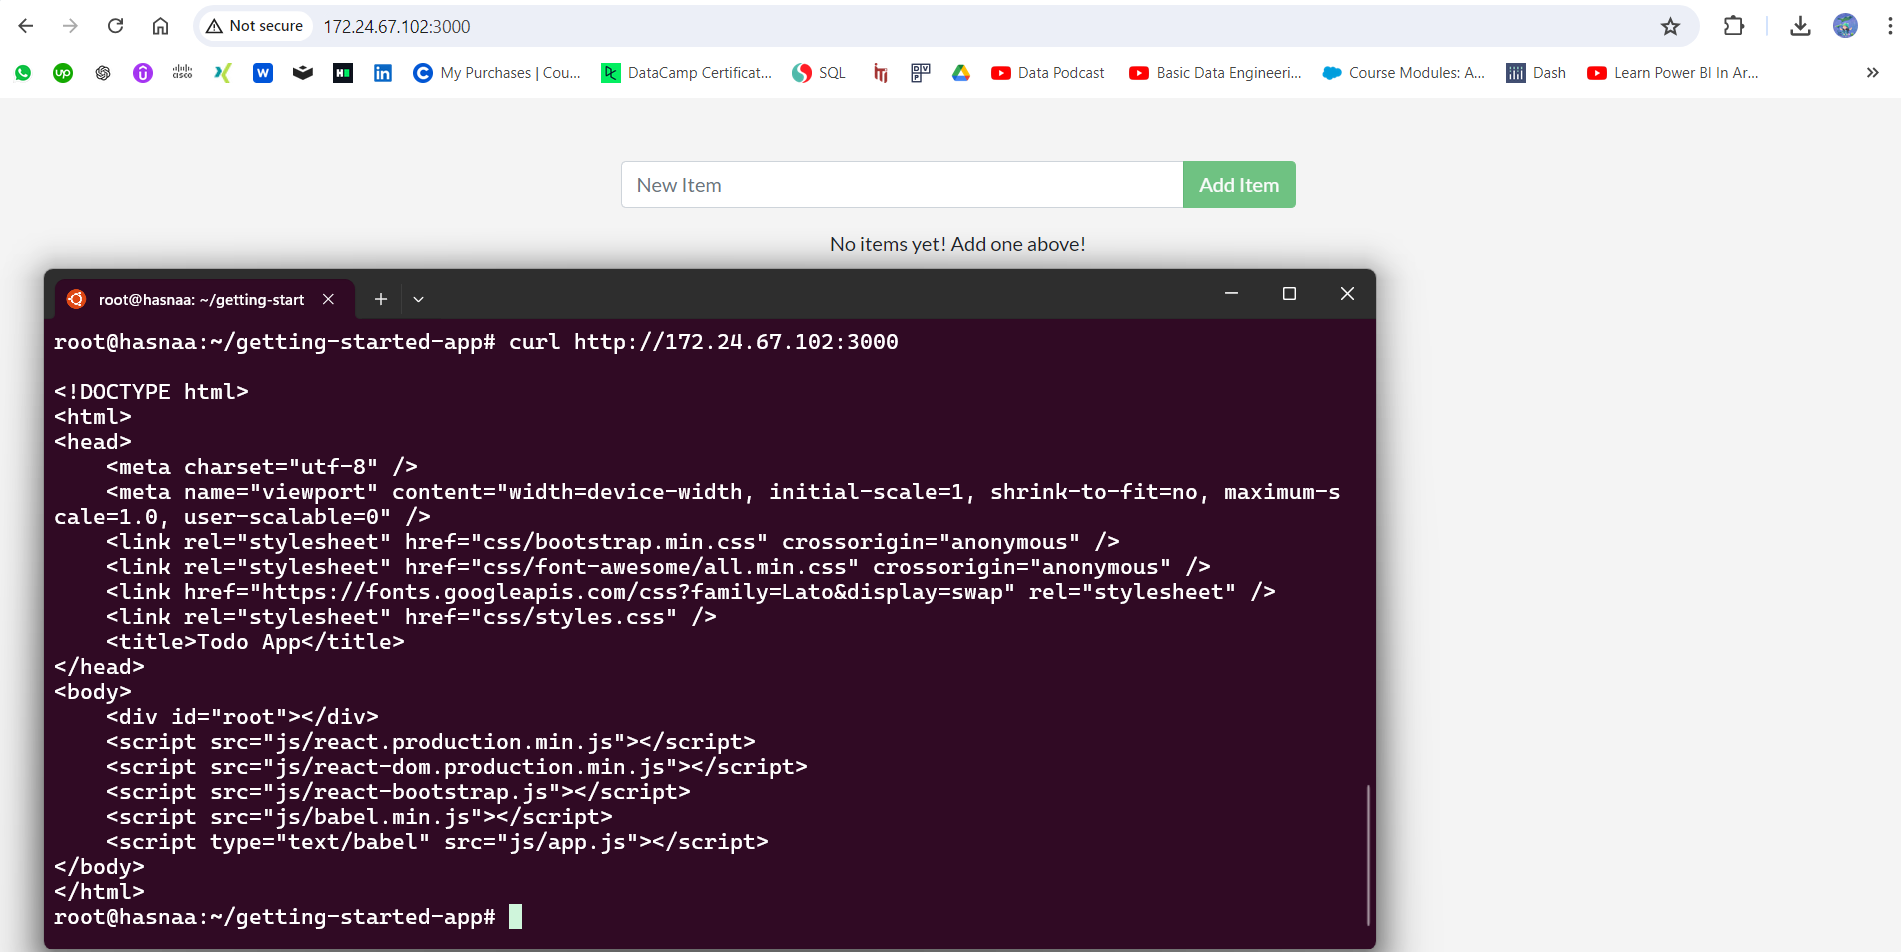 Not secure
172.24.67.102:3000
My Purchases | Cou...
DataCamp Certificat...
SQL
Data Podcast
Basic Data Engineeri...
Course Modules: A...
Dash
Learn Power BI In Ar...
New Item
Add Item
No items yet! Add one above!
root@hasnaa: ~/getting-start
root@hasnaa:~/getting-started-app# curl http://172.24.67.102:3000
<!DOCTYPE html>
<html>
<head>
    <meta charset="utf-8" />
    <meta name="viewport" content="width=device-width, initial-scale=1, shrink-to-fit=no, maximum-s
cale=1.0, user-scalable=0" />
    <link rel="stylesheet" href="css/bootstrap.min.css" crossorigin="anonymous" />
    <link rel="stylesheet" href="css/font-awesome/all.min.css" crossorigin="anonymous" />
    <link href="https://fonts.googleapis.com/css?family=Lato&display=swap" rel="stylesheet" />
    <link rel="stylesheet" href="css/styles.css" />
    <title>Todo App</title>
</head>
<body>
    <div id="root"></div>
    <script src="js/react.production.min.js"></script>
    <script src="js/react-dom.production.min.js"></script>
    <script src="js/react-bootstrap.js"></script>
    <script src="js/babel.min.js"></script>
    <script type="text/babel" src="js/app.js"></script>
</body>
</html>
root@hasnaa:~/getting-started-app#